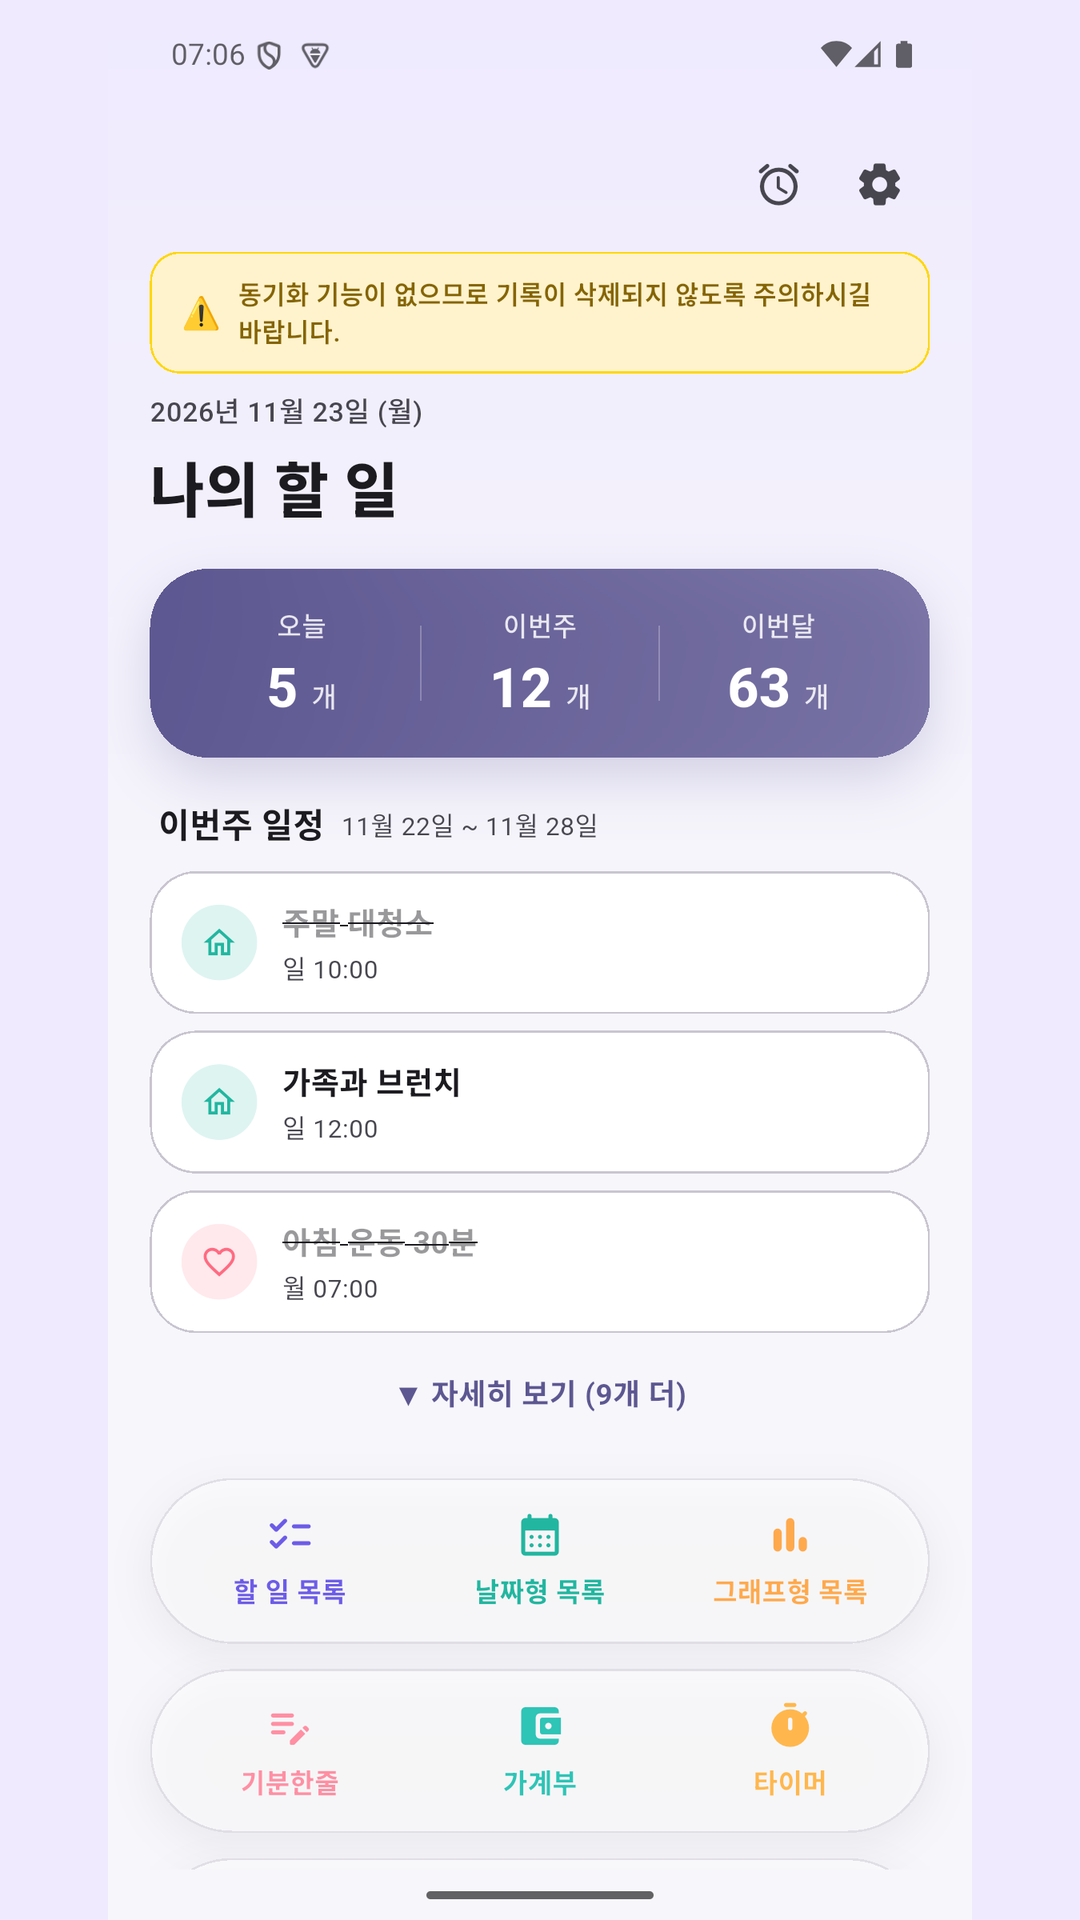 07:06
동기화 기능이 없으므로 기록이 삭제되지 않도록 주의하시길
바랍니다.
2026년 11월 23일 (월)
나의 할 일
오늘
이번주
이번달
5 개
12 개
63 개
이번주 일정 11월 22일 ~ 11월 28일
주말 대청소
일 10:00
가족과 브런치
일 12:00
아침 운동 30분
월 07:00
▼ 자세히 보기 (9개 더)
할 일 목록
날짜형 목록
그래프형 목록
기분한줄
가계부
타이머